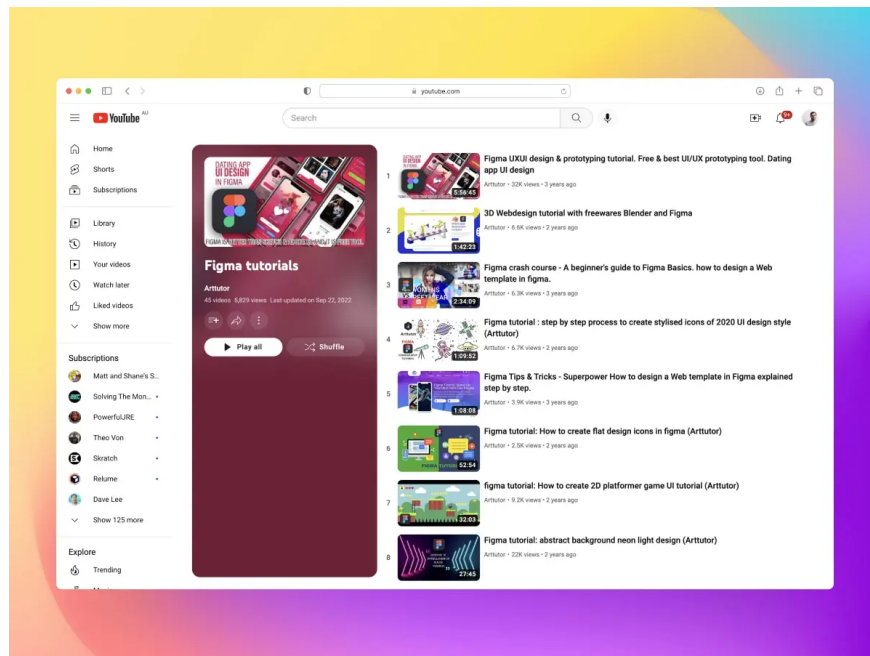 youtube.com
YouTube AU
Search
9+
Home
Shorts
Subscriptions
Library
History
Your videos
Watch later
Liked videos
Show more
Subscriptions
Matt and Shane's S...
Solving The Mon...
PowerfulJRE
Theo Von
Skratch
Relume
Dave Lee
Show 125 more
Explore
Trending
DATING APP
UI DESIGN
IN FIGMA
Figma tutorials
Arttutor
45 videos 5,829 views Last updated on Sep 22, 2022
Play all
Shuffle
1
5:56:45
Figma UXUI design & prototyping tutorial. Free & best UI/UX prototyping tool. Dating
app UI design
Arttutor • 32K views • 3 years ago
2
1:42:23
3D Webdesign tutorial with freewares Blender and Figma
Arttutor • 6.6K views • 2 years ago
3
2:34:09
Figma crash course - A beginner's guide to Figma Basics. how to design a Web
template in figma.
Arttutor • 6.3K views • 3 years ago
4
1:09:52
Figma tutorial : step by step process to create stylised icons of 2020 UI design style
(Arttutor)
Arttutor • 6.7K views • 2 years ago
5
1:08:08
Figma Tips & Tricks - Superpower How to design a Web template in Figma explained
step by step.
Arttutor • 3.9K views • 3 years ago
6
52:54
Figma tutorial: How to create flat design icons in figma (Arttutor)
Arttutor • 2.5K views • 2 years ago
7
32:03
figma tutorial: How to create 2D platformer game UI tutorial (Arttutor)
Arttutor • 9.2K views • 2 years ago
8
27:45
Figma tutorial: abstract background neon light design (Arttutor)
Arttutor • 22K views • 2 years ago